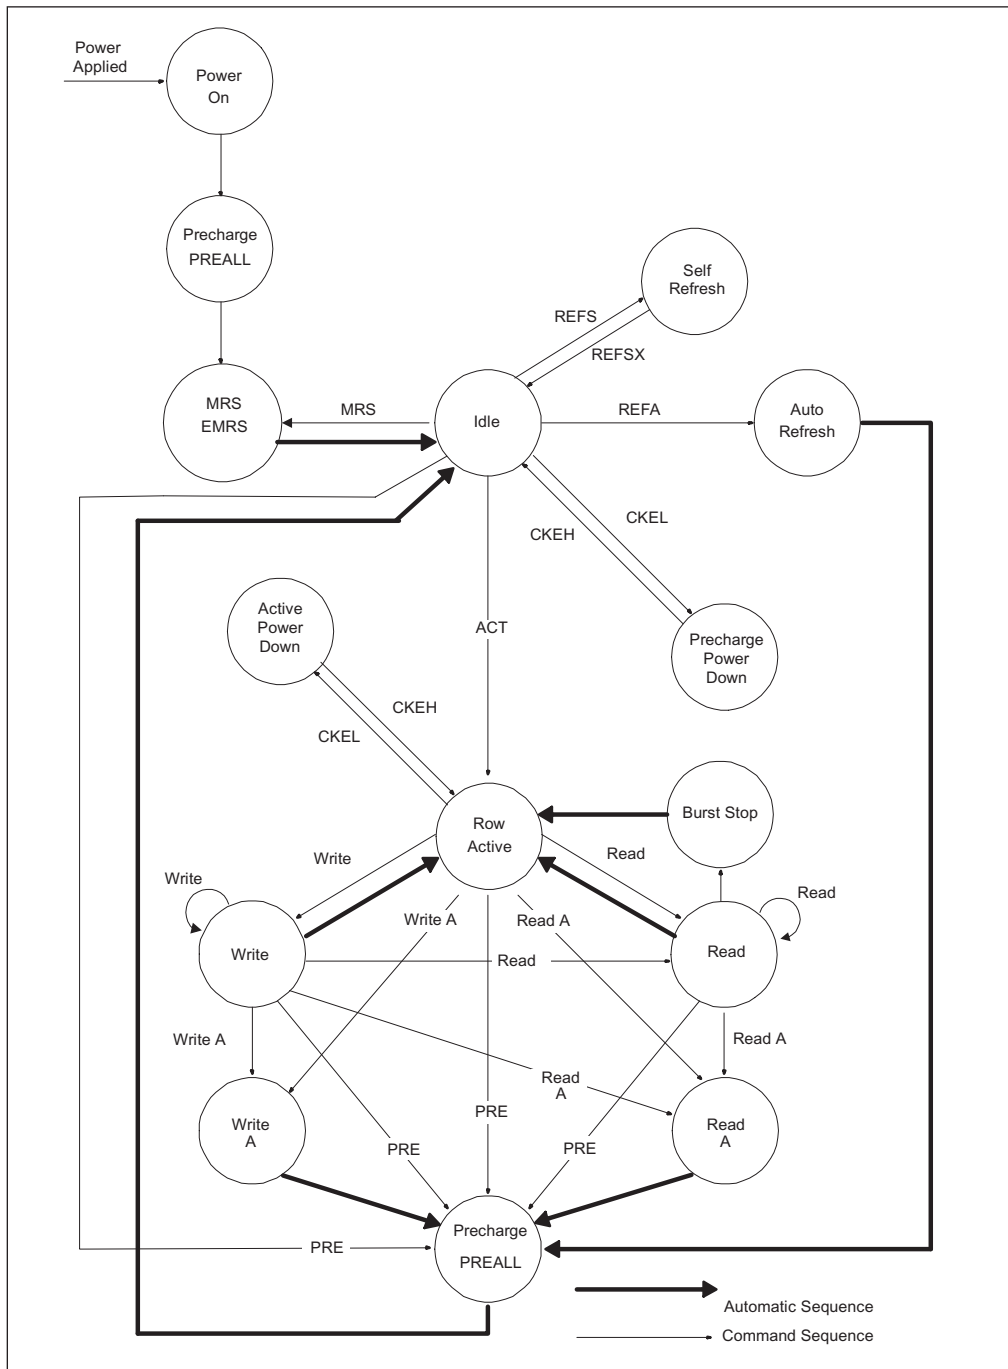 Power
Applied
Power
On
Precharge
PREALL
Self
Refresh
REFS
REFSX
MRS
EMRS
MRS
Idle
REFA
Auto
Refresh
CKEL
CKEH
Active
Power
Down
ACT
Precharge
Power
Down
CKEH
CKEL
Row
Active
Burst Stop
Write
Read
Write
Read
Write A
Read A
Write
Read
Read
Write A
Read A
Read
A
Write
A
PRE
Read
A
PRE
PRE
Precharge
PREALL
PRE
Automatic Sequence
Command Sequence